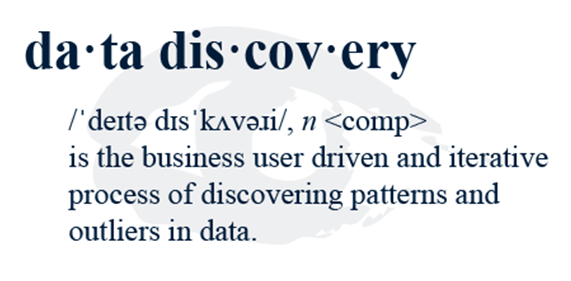 da·ta dis·cov·ery
/ˈdeɪtə dɪsˈkʌvəɹi/, n <comp>
is the business user driven and iterative
process of discovering patterns and
outliers in data.